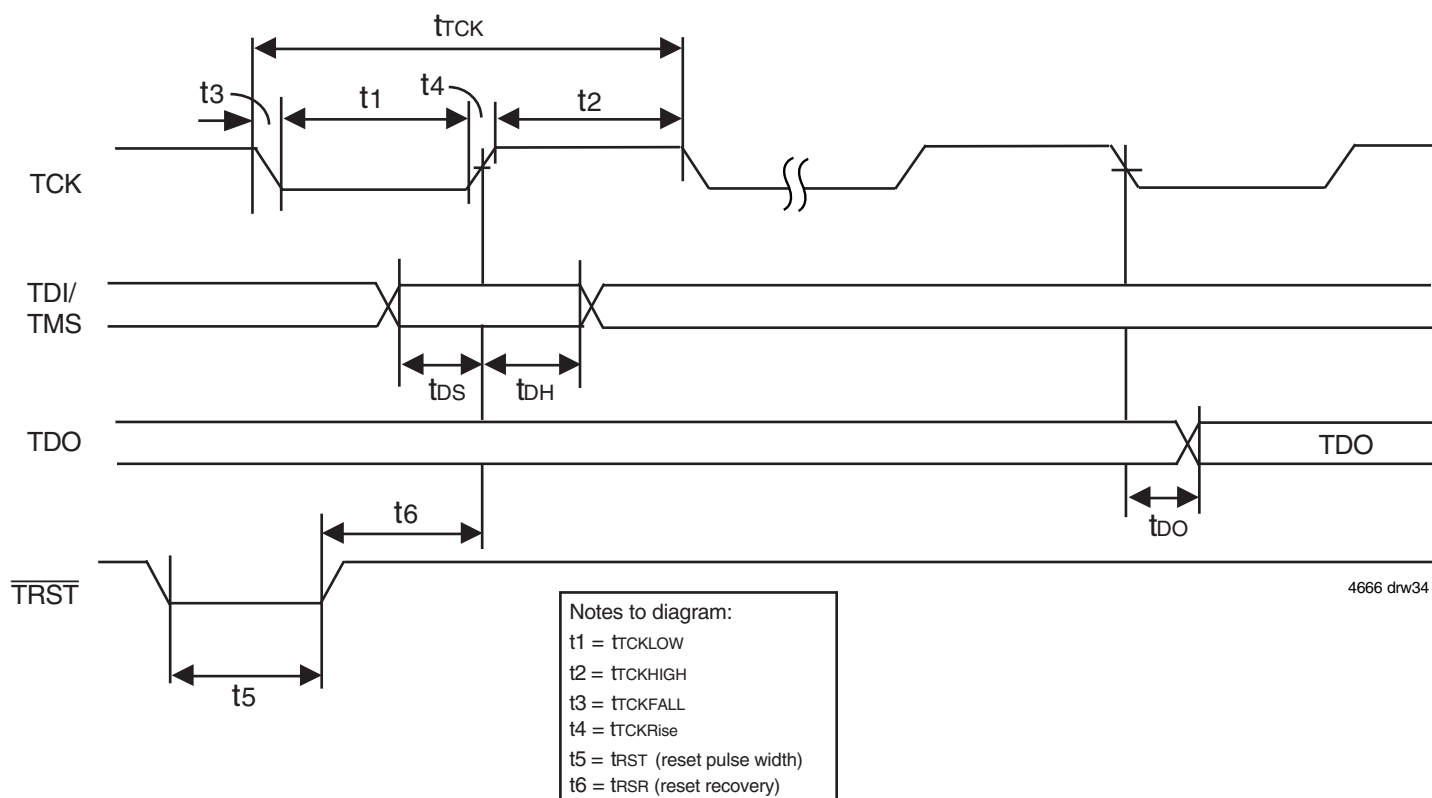 tTCK
t3
t1
t4
t2
TCK
TDI/
TMS
tDS
tDH
TDO
TDO
tDO
t6
TRST
4666 drw34
t5
Notes to diagram:
t1 = tTCKLOW
t2 = tTCKHIGH
t3 = tTCKFALL
t4 = tTCKRise
t5 = tRST (reset pulse width)
t6 = tRSR (reset recovery)